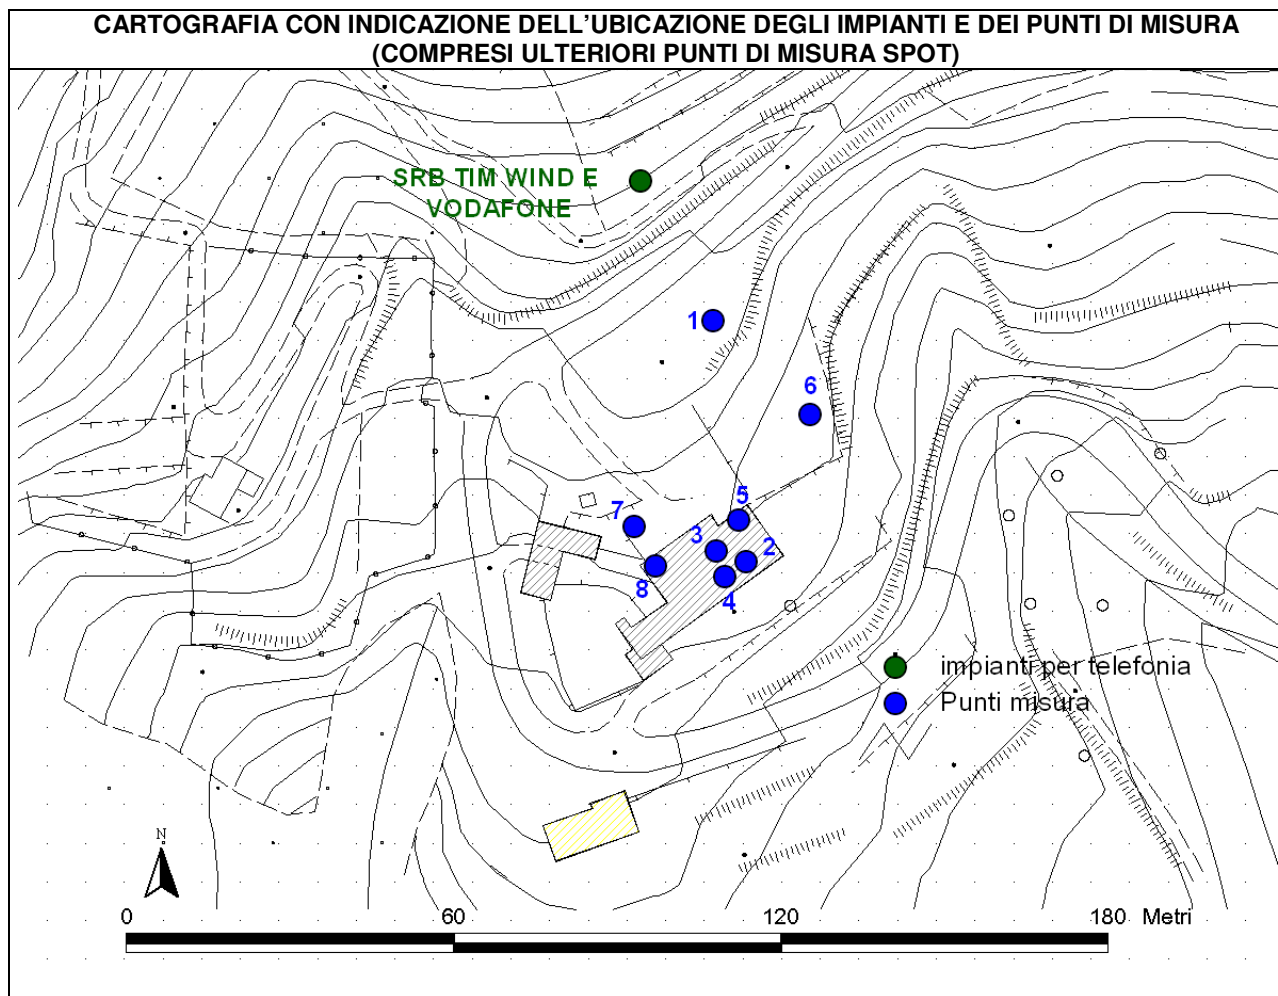 CARTOGRAFIA CON INDICAZIONE DELL’UBICAZIONE DEGLI IMPIANTI E DEI PUNTI DI MISURA
(COMPRESI ULTERIORI PUNTI DI MISURA SPOT)
SRB TIM WIND E
VODAFONE
1
6
5
7
3
2
8
4
impianti per telefonia
Punti misura
N
0 60 120 180 Metri